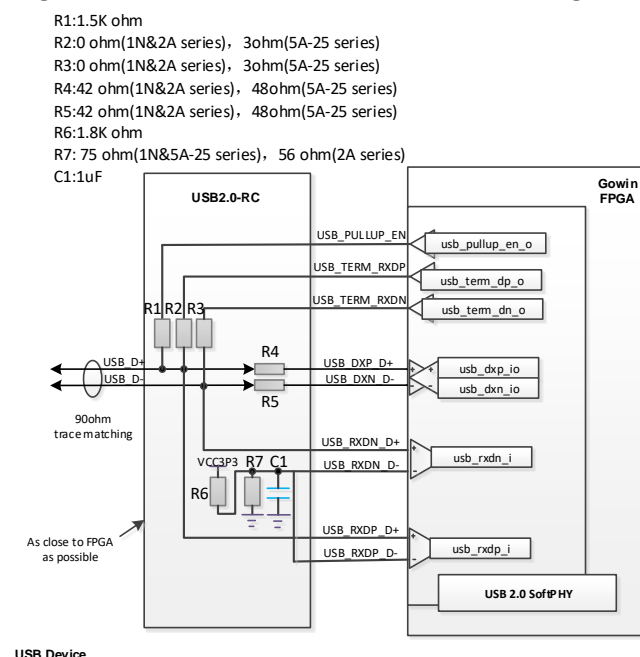 R1:1.5K ohm
R2:0 ohm(1N&2A series)，3ohm(5A-25 series)
R3:0 ohm(1N&2A series)，3ohm(5A-25 series)
R4:42 ohm(1N&2A series)，48ohm(5A-25 series)
R5:42 ohm(1N&2A series)，48ohm(5A-25 series)
R6:1.8K ohm
R7: 75 ohm(1N&5A-25 series)，56 ohm(2A series)
C1:1uF
USB2.0-RC
Gowin
FPGA
USB_PULLUP_EN
usb_pullup_en_o
USB_TERM_RXDP
usb_term_dp_o
USB_TERM_RXDN
usb_term_dn_o
R1 R2 R3
R4
USB_D+
USB_DXP_D+
usb_dxp_io
USB_D-
USB_DXN_D-
usb_dxn_io
R5
90ohm
trace matching
USB_RXDN_D+
usb_rxdn_i
VCC3P3 R7 C1
USB_RXDN_D-
R6
As close to FPGA
as possible
USB_RXDP_D+
usb_rxdp_i
USB_RXDP_D-
USB 2.0 SoftPHY
USB Device